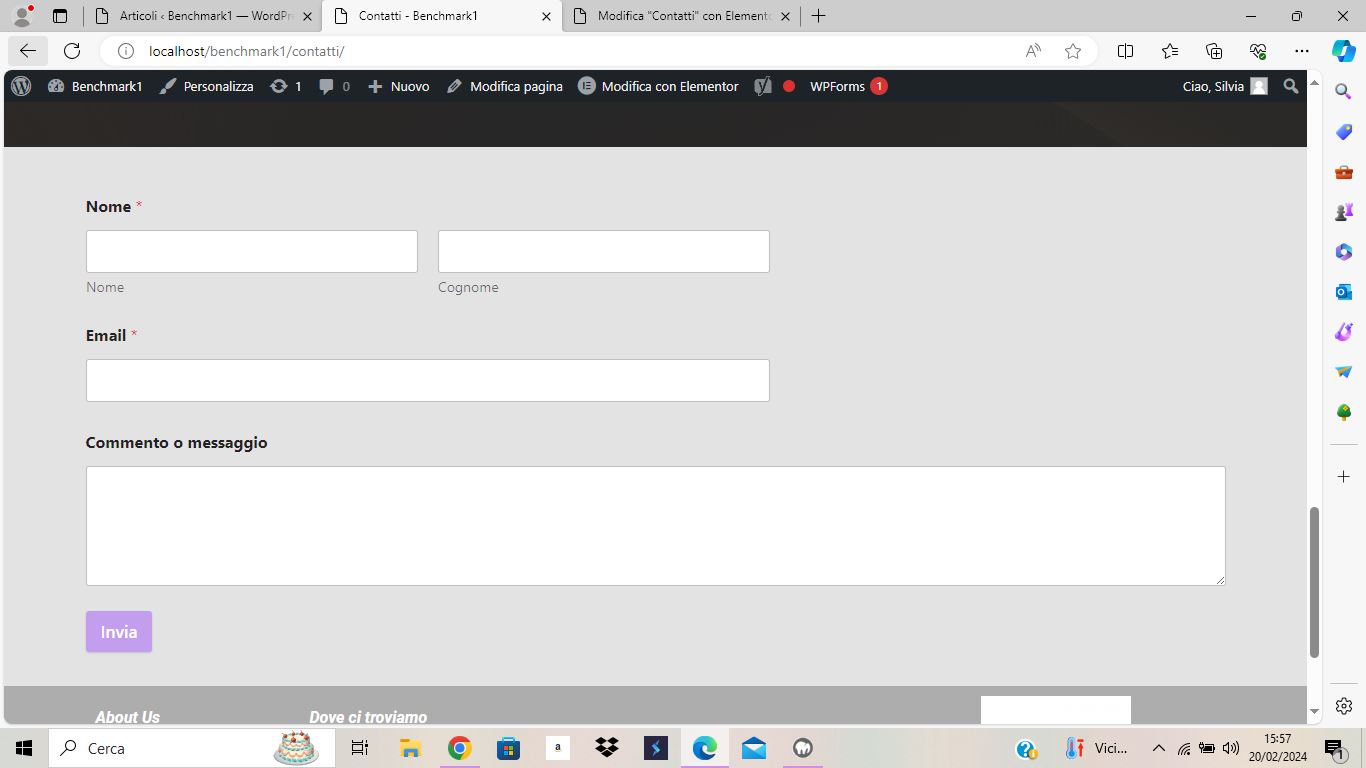 Articoli ‹ Benchmark1 — WordPr
Contatti - Benchmark1
Modifica "Contatti" con Elemento
localhost/benchmark1/contatti/
Benchmark1 Personalizza 1 0 Nuovo Modifica pagina Modifica con Elementor WPForms 1 Ciao, Silvia
Nome *
Nome Cognome
Email *
Commento o messaggio
Invia
About Us Dove ci troviamo
Cerca
a
Vici...
15:57
20/02/2024
1